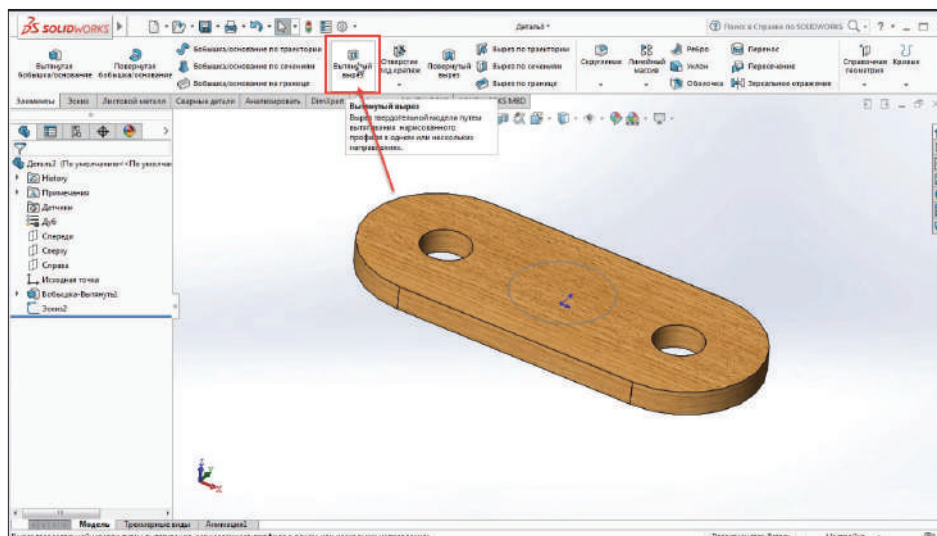 SOLIDWORKS
Деталь2 *
Поиск в Справке по SOLIDWORKS
Вытянутая бобышка/основание
Повернутая бобышка/основание
Бобышка/основание по траектории
Бобышка/основание по сечениям
Бобышка/основание на границе
Вытянутый вырез
Отверстие под крепеж
Повернутый вырез
Вырез по траектории
Вырез по сечениям
Вырез по границе
Скругление
Линейный массив
Ребро
Уклон
Оболочка
Перенос
Пересечение
Зеркальное отражение
Справочная геометрия
Кривые
Элементы
Эскиз
Листовой металл
Сварные детали
Анализировать
DimXpert
MBD
Вытянутый вырез
Вырез твердотельной модели путем
вытягивания нарисованного
профиля в одном или нескольких
направлениях.
Деталь2 (По умолчанию<<По умолчан
History
Примечания
Датчики
Дуб
Спереди
Сверху
Справа
Исходная точка
Бобышка-Вытянуть1
Эскиз2
Модель
Трехмерные виды
Анимация1